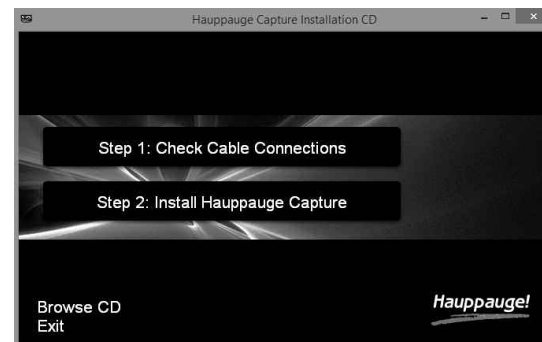 Hauppauge Capture Installation CD
Step 1: Check Cable Connections
Step 2: Install Hauppauge Capture
Browse CD
Exit
Hauppauge!